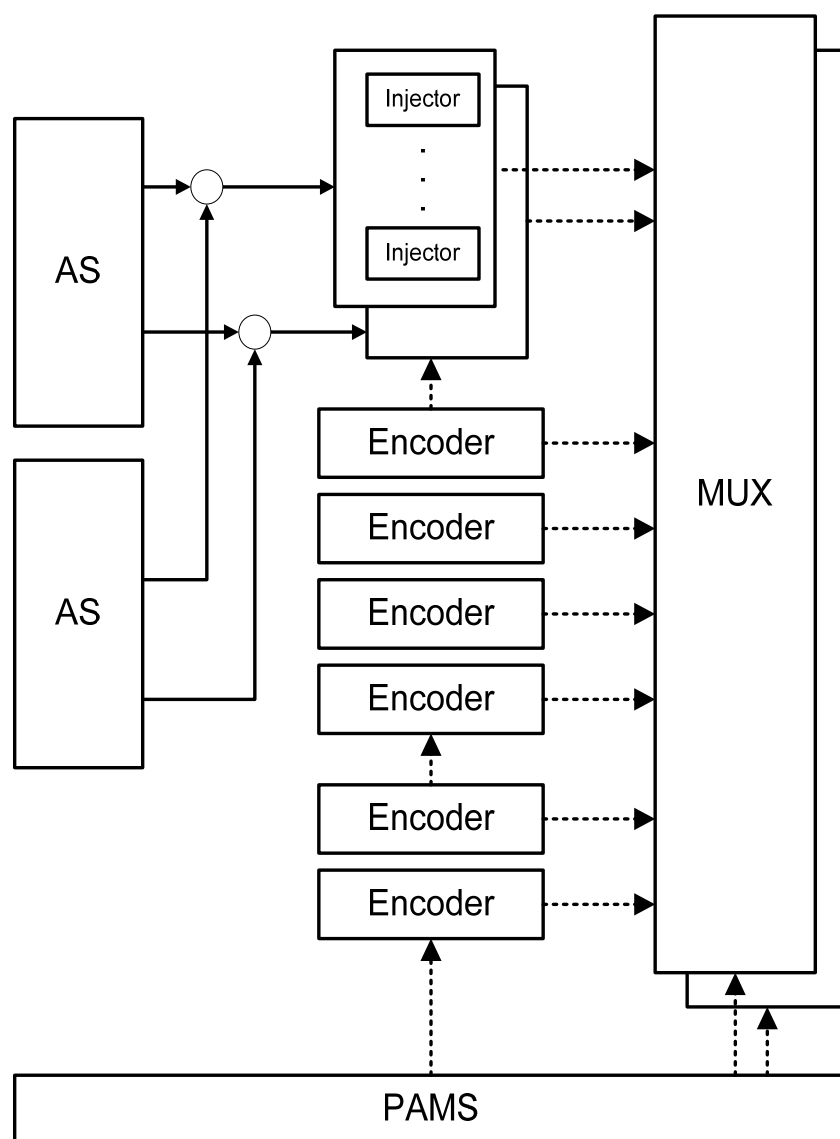 Injector
.
.
.
Injector
AS
AS
Encoder
Encoder
Encoder
Encoder
Encoder
Encoder
MUX
PAMS